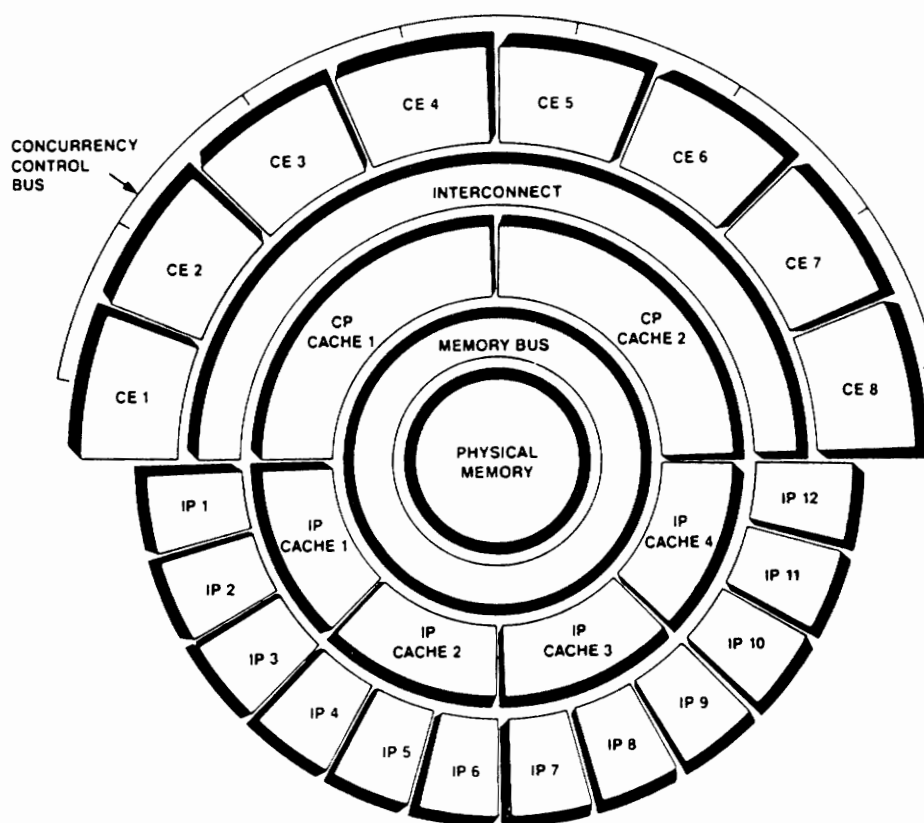 CE 4
CE 5
CE 3
CE 6
CONCURRENCY
CONTROL
BUS
INTERCONNECT
CE 2
CE 7
CP
CACHE 1
CP
CACHE 2
MEMORY BUS
CE 1
CE 8
PHYSICAL
MEMORY
IP 1
IP 12
IP
CACHE 1
IP
CACHE 4
IP 2
IP 11
IP
CACHE 2
IP
CACHE 3
IP 3
IP 10
IP 4
IP 9
IP 5
IP 8
IP 6
IP 7